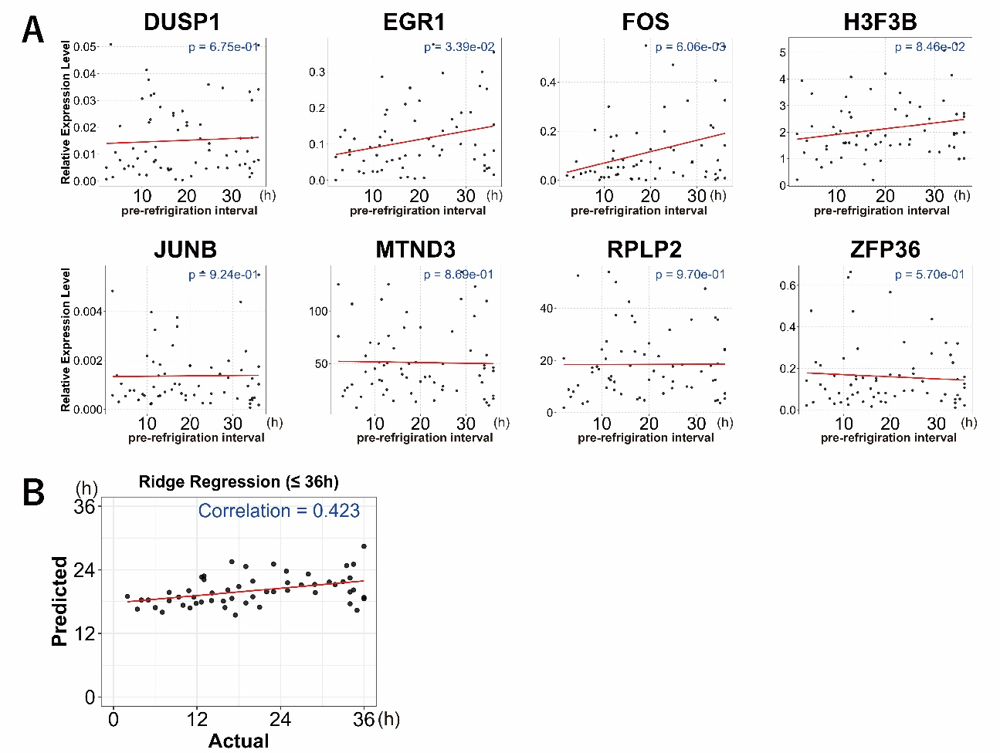 A
DUSP1 EGR1 FOS H3F3B
p = 6.75e-01 p = 3.39e-02 p = 6.06e-03 p = 8.46e-02
Relative Expression Level
0.05
0.04
0.03
0.02
0.01
0.00
0.3
0.2
0.1
0.0
0.4
0.2
0.0
5
4
3
2
1
0
10 20 30 (h) 10 20 30 (h) 10 20 30 (h) 10 20 30 (h)
pre-refrigiration interval pre-refrigiration interval pre-refrigiration interval pre-refrigiration interval
JUNB MTND3 RPLP2 ZFP36
p = 9.24e-01 p = 8.69e-01 p = 9.70e-01 p = 5.70e-01
Relative Expression Level
0.004
0.002
0.000
100
50
40
20
0
0.6
0.4
0.2
0.0
10 20 30 (h) 10 20 30 (h) 10 20 30 (h) 10 20 30 (h)
pre-refrigiration interval pre-refrigiration interval pre-refrigiration interval pre-refrigiration interval
B
Ridge Regression (≤ 36h)
(h)
Correlation = 0.423
Predicted
36
24
12
0
0 12 24 36 (h)
Actual